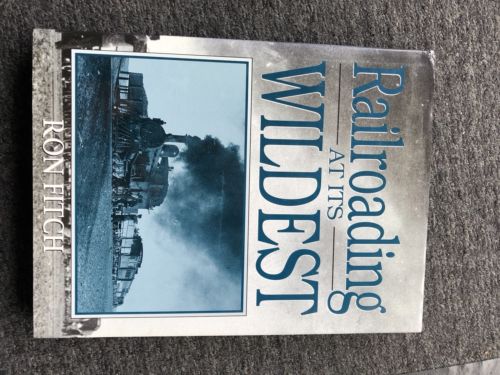 Railroading
AT ITS
WILDEST
RON FITCH